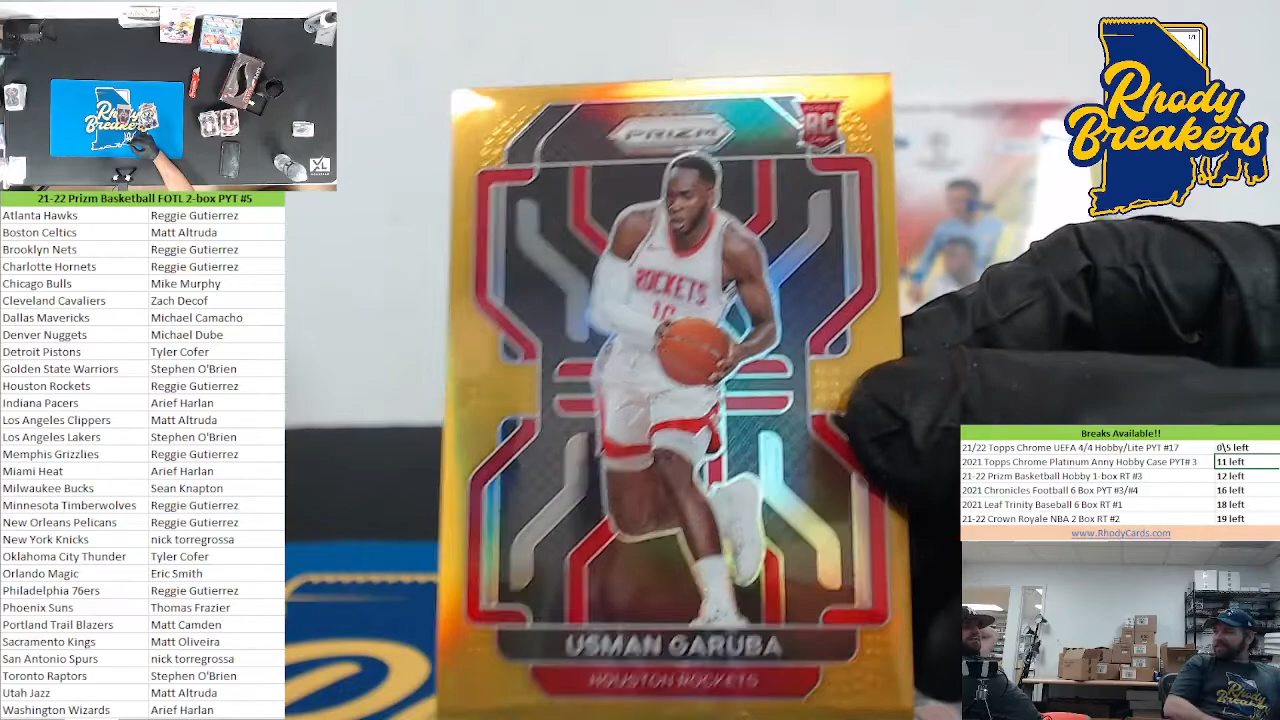 Rhody
Breakers
21-22 Prizm Basketball FOTL 2-box PYT #5
Atlanta Hawks Reggie Gutierrez
Boston Celtics Matt Altruda
Brooklyn Nets Reggie Gutierrez
Charlotte Hornets Reggie Gutierrez
Chicago Bulls Mike Murphy
Cleveland Cavaliers Zach Decof
Dallas Mavericks Michael Camacho
Denver Nuggets Michael Dube
Detroit Pistons Tyler Cofer
Golden State Warriors Stephen O'Brien
Houston Rockets Reggie Gutierrez
Indiana Pacers Arief Harlan
Los Angeles Clippers Matt Altruda
Los Angeles Lakers Stephen O'Brien
Memphis Grizzlies Reggie Gutierrez
Miami Heat Arief Harlan
Milwaukee Bucks Sean Knapton
Minnesota Timberwolves Reggie Gutierrez
New Orleans Pelicans Reggie Gutierrez
New York Knicks nick torregrossa
Oklahoma City Thunder Tyler Cofer
Orlando Magic Eric Smith
Philadelphia 76ers Reggie Gutierrez
Phoenix Suns Thomas Frazier
Portland Trail Blazers Matt Camden
Sacramento Kings Matt Oliveira
San Antonio Spurs nick torregrossa
Toronto Raptors Stephen O'Brien
Utah Jazz Matt Altruda
Washington Wizards Arief Harlan
PRIZM
RC
ROCKETS
USMAN GARUBA
HOUSTON ROCKETS
1/1
Rhody
Breakers
Breaks Available!!
21/22 Topps Chrome UEFA 4/4 Hobby/Lite PYT #17 0\5 left
2021 Topps Chrome Platinum Anny Hobby Case PYT# 3 11 left
21-22 Prizm Basketball Hobby 1-box RT #3 12 left
2021 Chronicles Football 6 Box PYT #3/#4 16 left
2021 Leaf Trinity Baseball 6 Box RT #1 18 left
21-22 Crown Royale NBA 2 Box RT #2 19 left
www.RhodyCards.com